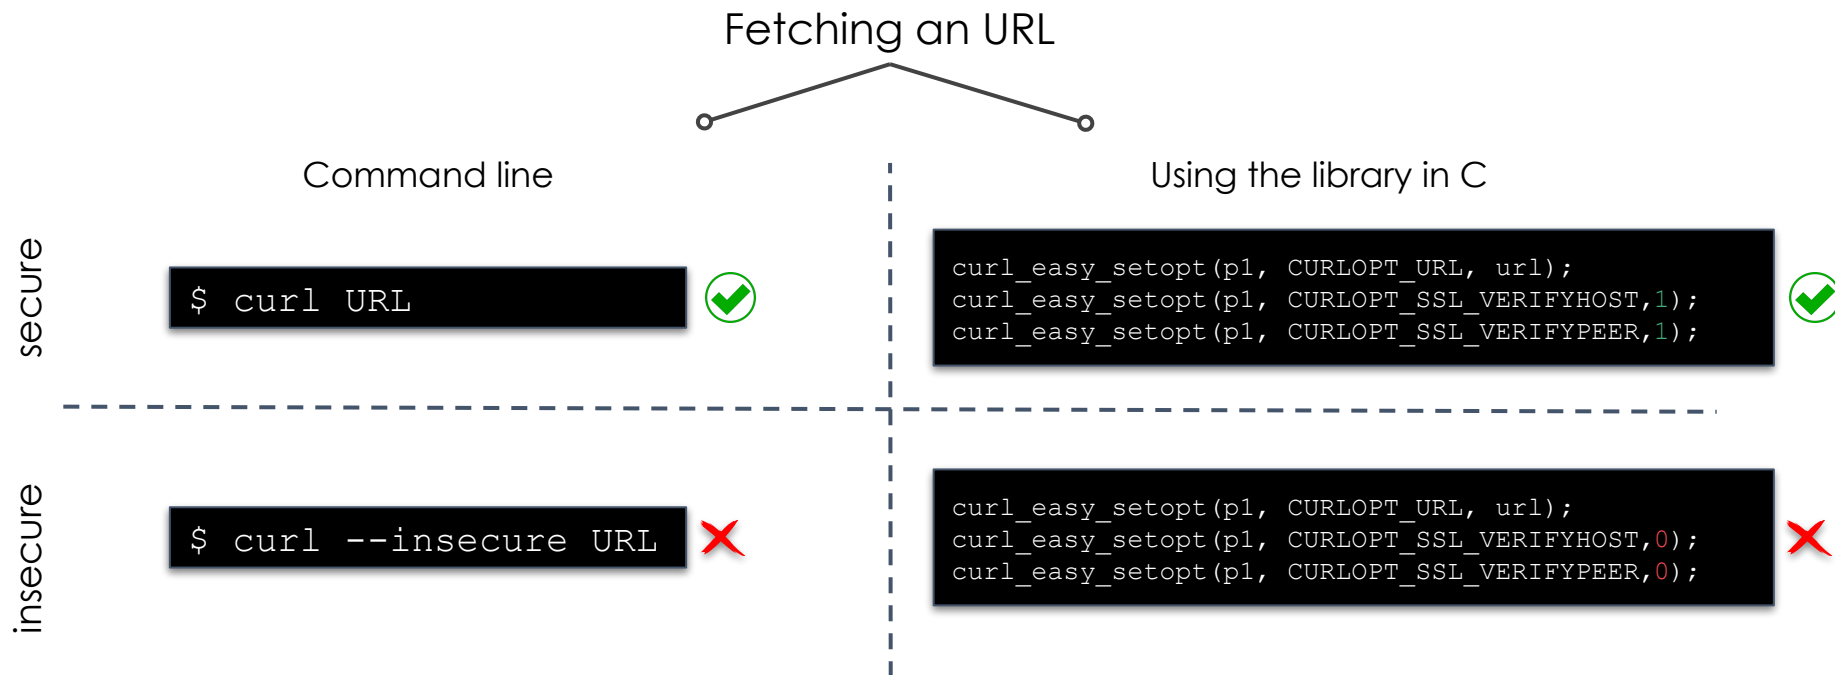 Fetching an URL
Command line
Using the library in C
secure
$ curl URL
curl_easy_setopt(p1, CURLOPT_URL, url);
curl_easy_setopt(p1, CURLOPT_SSL_VERIFYHOST,1);
curl_easy_setopt(p1, CURLOPT_SSL_VERIFYPEER,1);
insecure
$ curl --insecure URL
curl_easy_setopt(p1, CURLOPT_URL, url);
curl_easy_setopt(p1, CURLOPT_SSL_VERIFYHOST,0);
curl_easy_setopt(p1, CURLOPT_SSL_VERIFYPEER,0);